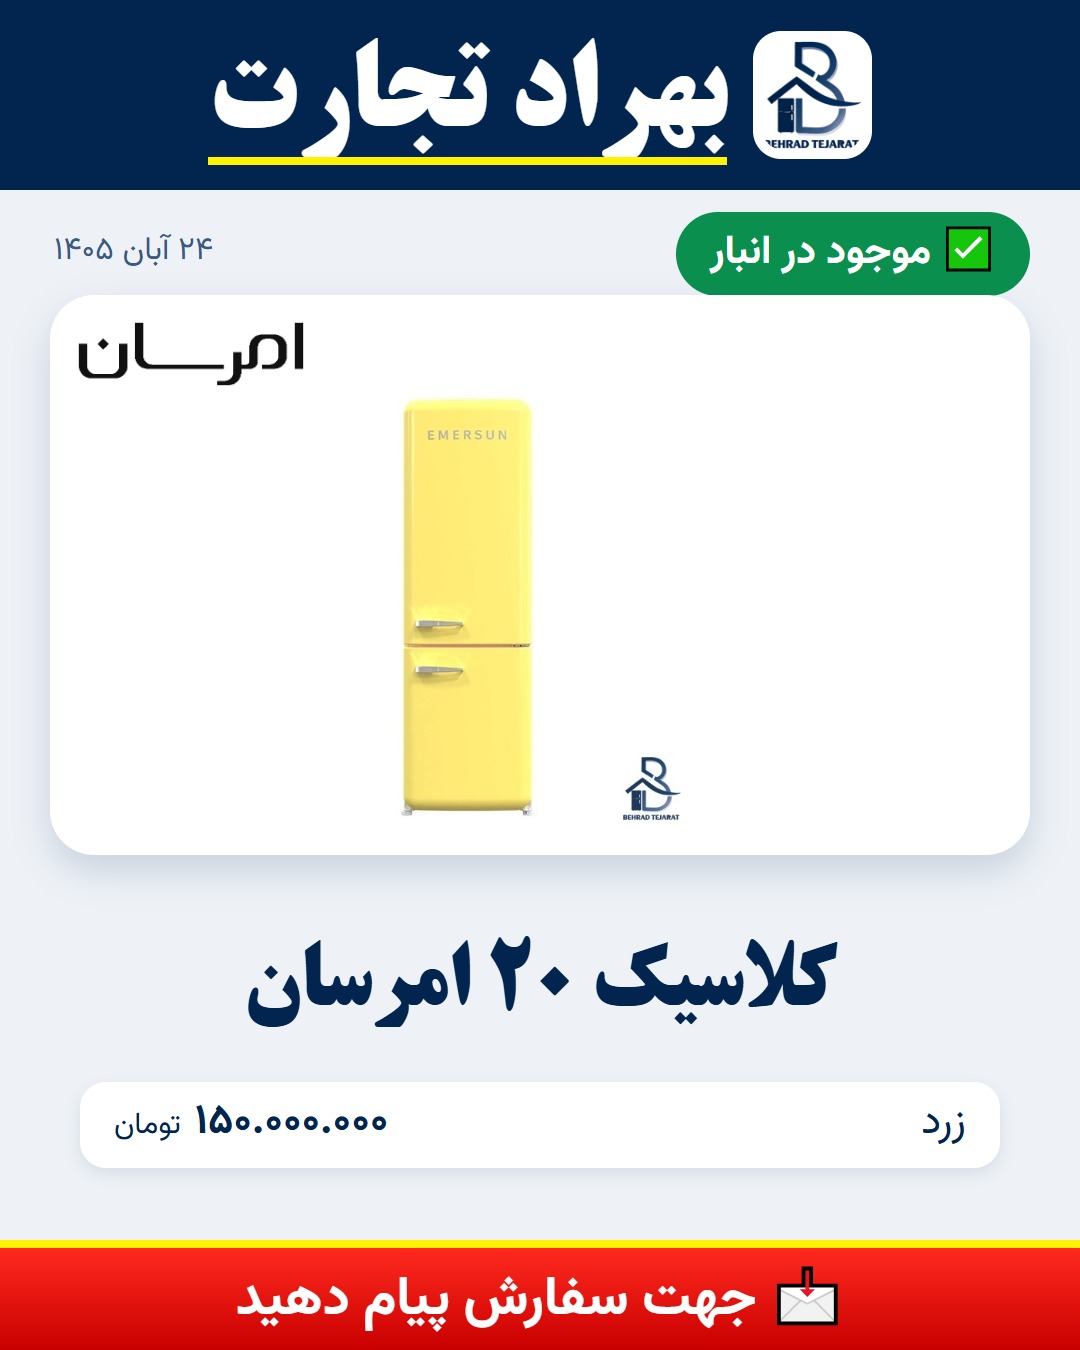 بهراد تجارت
BEHRAD TEJARAT
موجود در انبار
۲۴ آبان ۱۴۰۵
امرسان
EMERSUN
BEHRAD TEJARAT
کلاسیک ۲۰ امرسان
زرد
۱۵۰.۰۰۰.۰۰۰ تومان
جهت سفارش پیام دهید